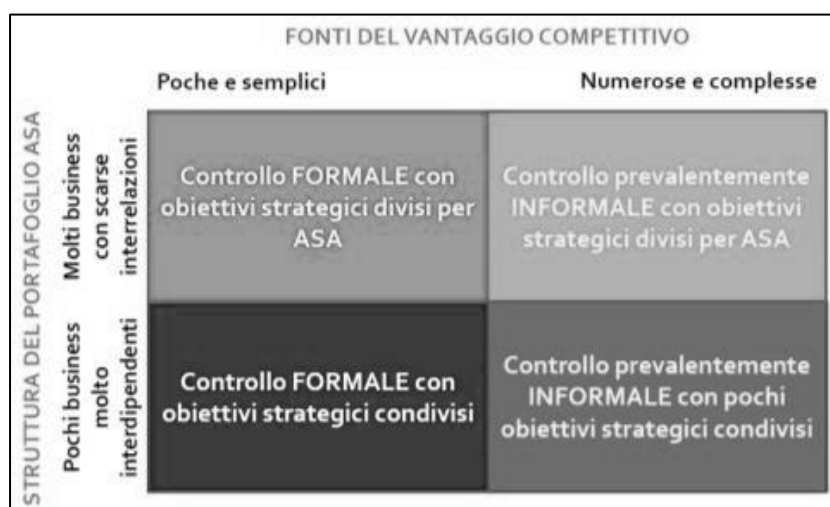 FONTI DEL VANTAGGIO COMPETITIVO
Poche e semplici
Numerose e complesse
STRUTTURA DEL PORTAFOGLIO ASA
Molti business
con scarse
interrelazioni
Controllo FORMALE con
obiettivi strategici divisi per
ASA
Controllo prevalentemente
INFORMALE con obiettivi
strategici divisi per ASA
Pochi business
molto
interdipendenti
Controllo FORMALE con
obiettivi strategici condivisi
Controllo prevalentemente
INFORMALE con pochi
obiettivi strategici condivisi